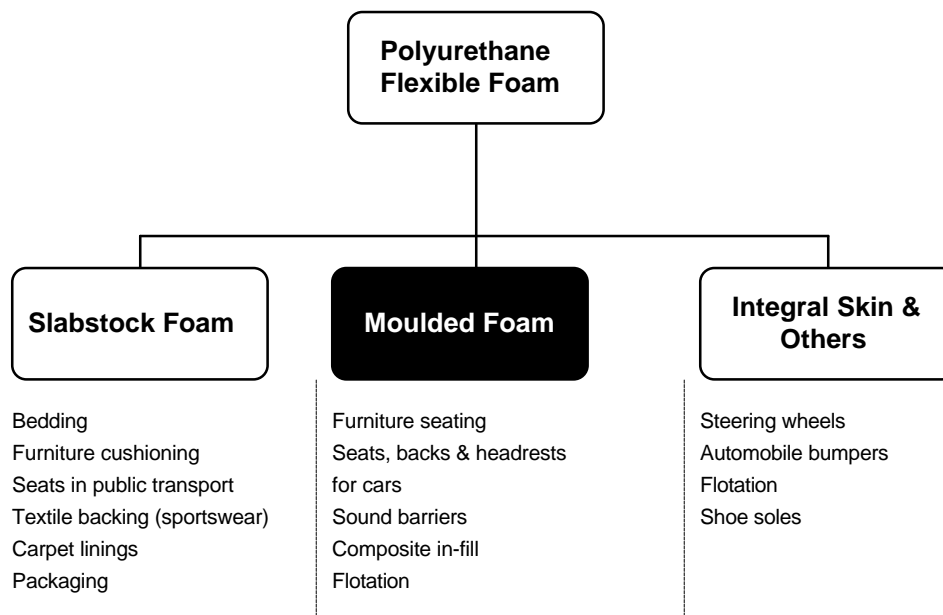 Polyurethane
Flexible Foam
Slabstock Foam
Moulded Foam
Integral Skin &
Others
Bedding
Furniture cushioning
Seats in public transport
Textile backing (sportswear)
Carpet linings
Packaging
Furniture seating
Seats, backs & headrests
for cars
Sound barriers
Composite in-fill
Flotation
Steering wheels
Automobile bumpers
Flotation
Shoe soles